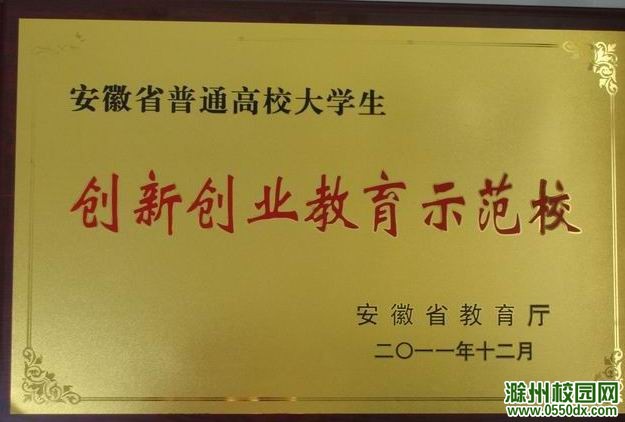 安徽省普通高校大学生
创新创业教育示范校
安徽省教育厅
二〇一一年十二月
滁州校园网
www.0550dx.com